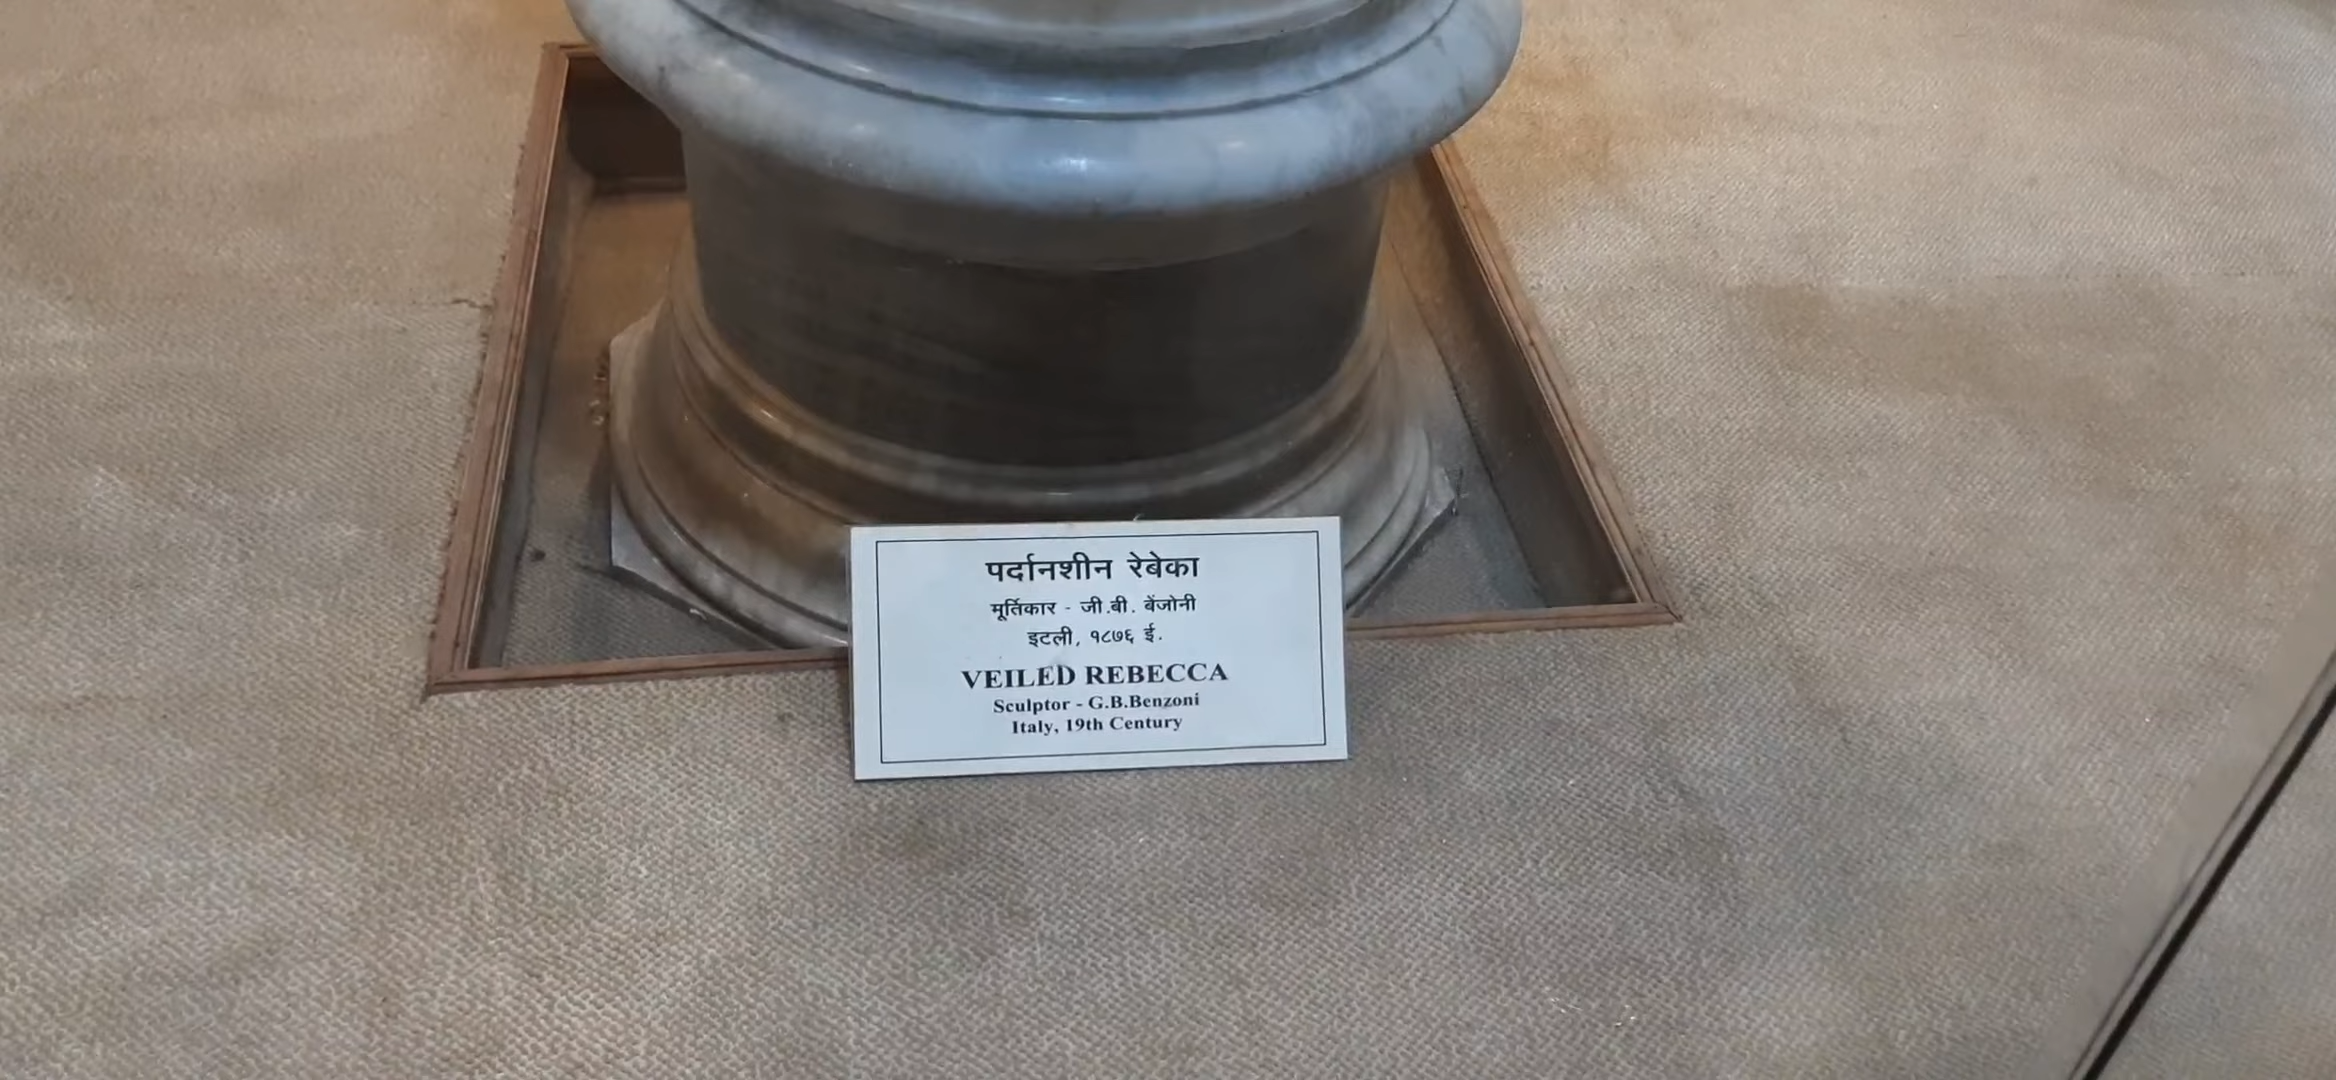 पर्दानशीन रेबेका
मूर्तिकार - जी.बी. बेंजोनी
इटली, १८७६ ई.
VEILED REBECCA
Sculptor - G.B.Benzoni
Italy, 19th Century